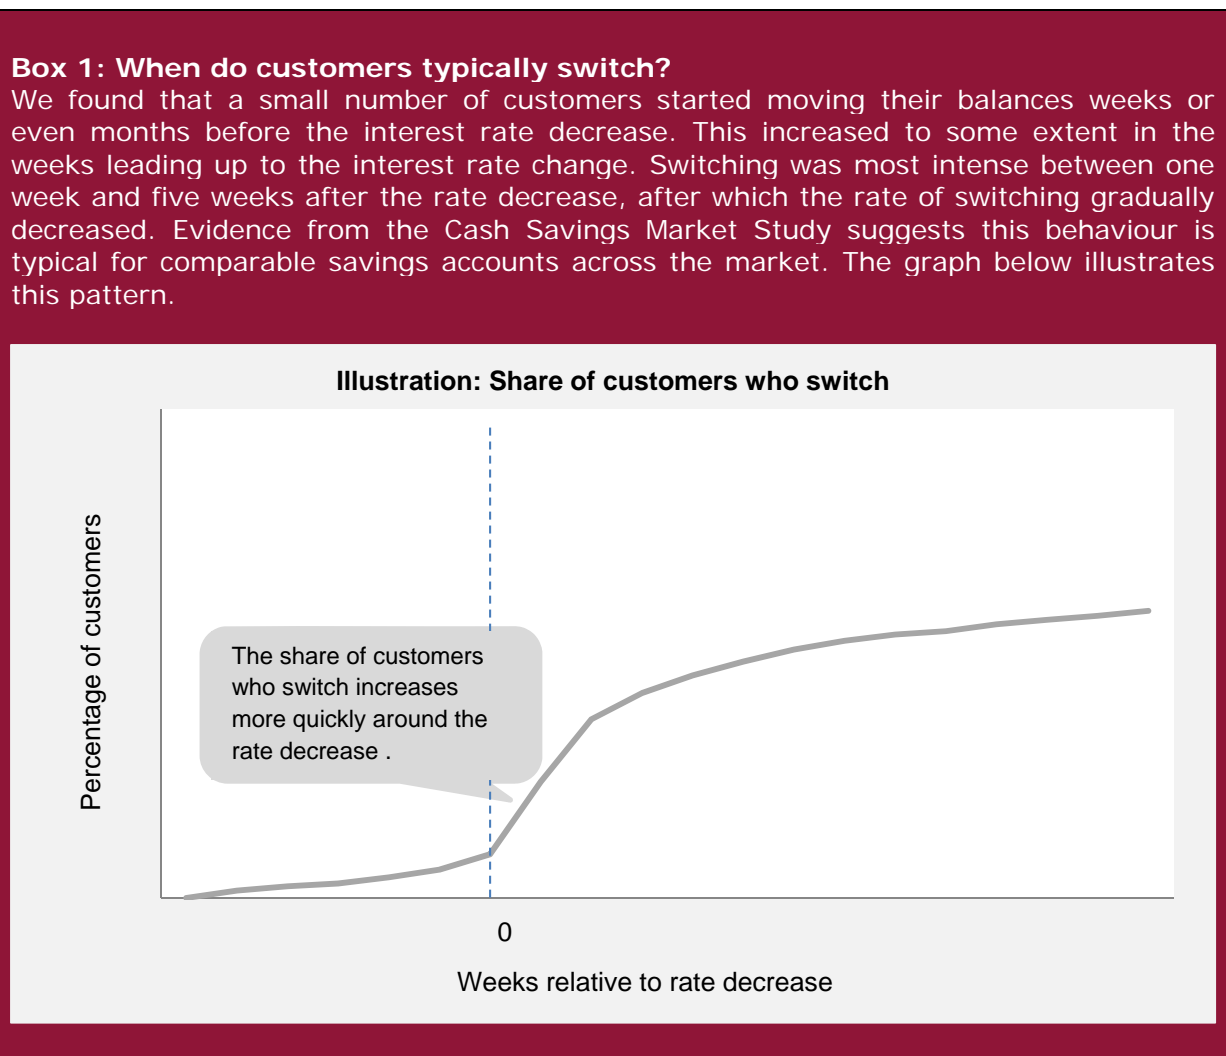 Box 1: When do customers typically switch?
We found that a small number of customers started moving their balances weeks or
even months before the interest rate decrease. This increased to some extent in the
weeks leading up to the interest rate change. Switching was most intense between one
week and five weeks after the rate decrease, after which the rate of switching gradually
decreased. Evidence from the Cash Savings Market Study suggests this behaviour is
typical for comparable savings accounts across the market. The graph below illustrates
this pattern.
Illustration: Share of customers who switch
Percentage of customers
The share of customers
who switch increases
more quickly around the
rate decrease .
0
Weeks relative to rate decrease